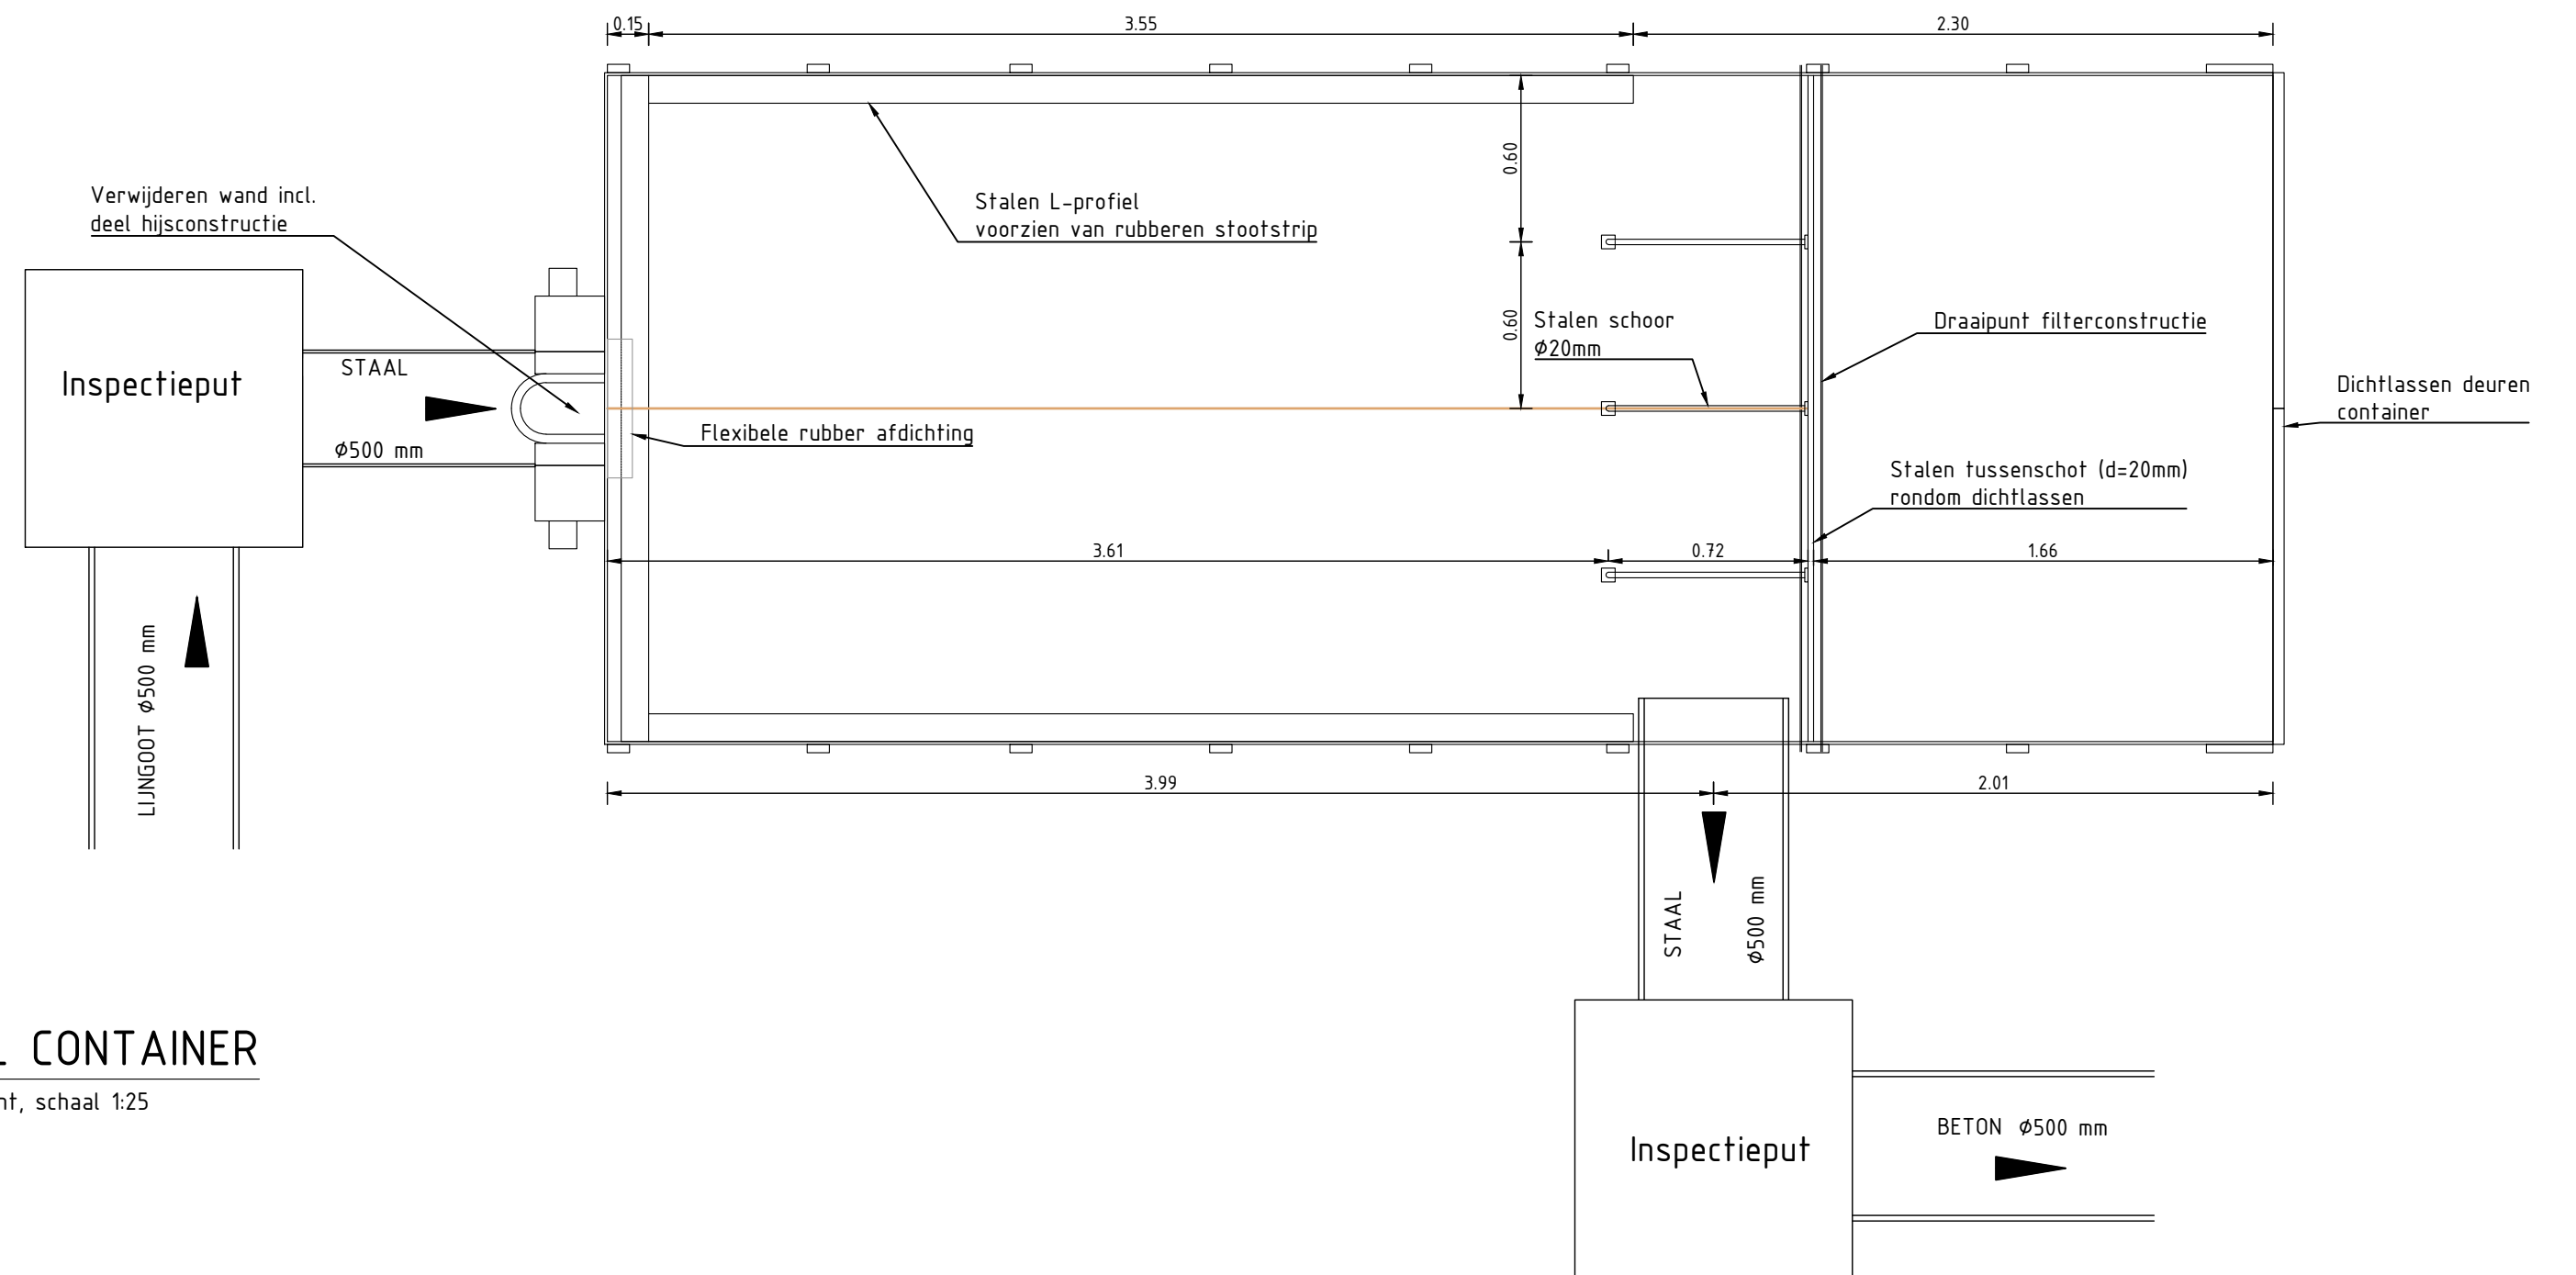 0.15
3.55
2.30
Verwijderen wand incl.
deel hijsconstructie
Stalen L-profiel
voorzien van rubberen stootstrip
0.60
0.60
Stalen schoor
Ø20mm
Draaipunt filterconstructie
Inspectieput
STAAL
Ø500 mm
Flexibele rubber afdichting
Dichtlassen deuren
container
Stalen tussenschot (d=20mm)
rondom dichtlassen
3.61
0.72
1.66
LIJNGOOT Ø500 mm
3.99
2.01
STAAL
Ø500 mm
CONTAINER
nt, schaal 1:25
Inspectieput
BETON Ø500 mm